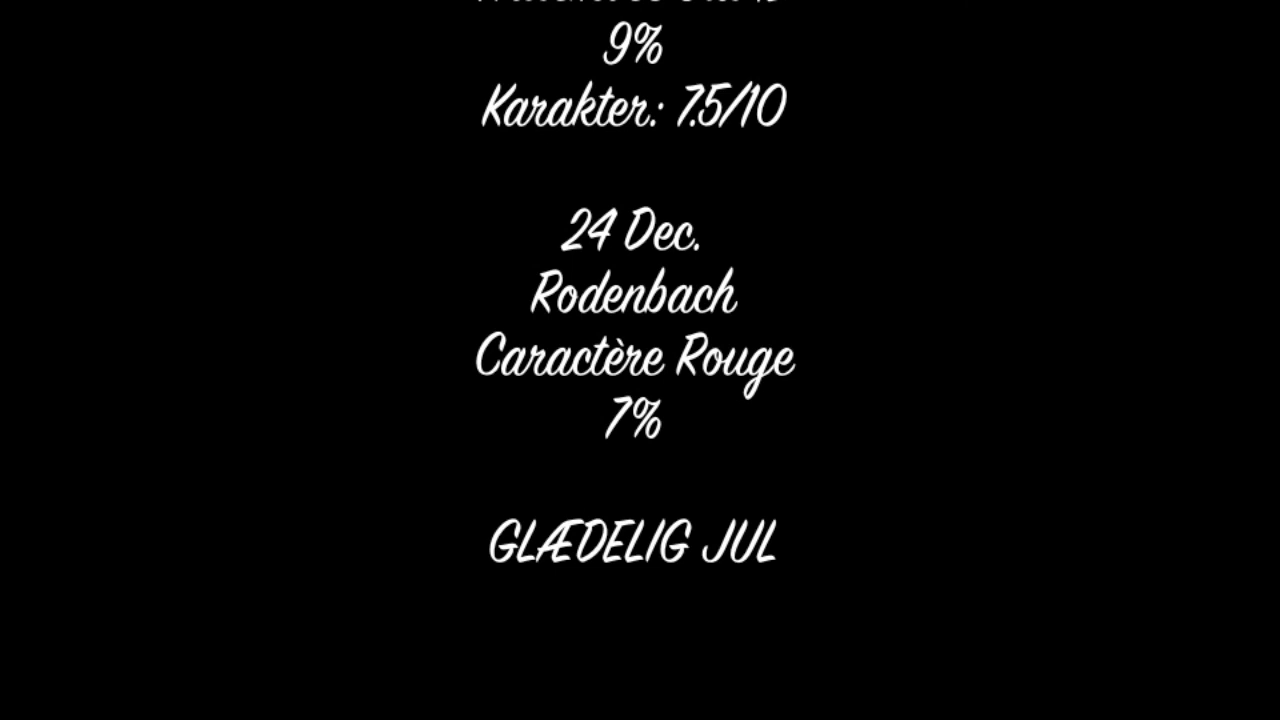 9%
Karakter: 7.5/10
24 Dec.
Rodenbach
Caractère Rouge
7%
GLÆDELIG JUL